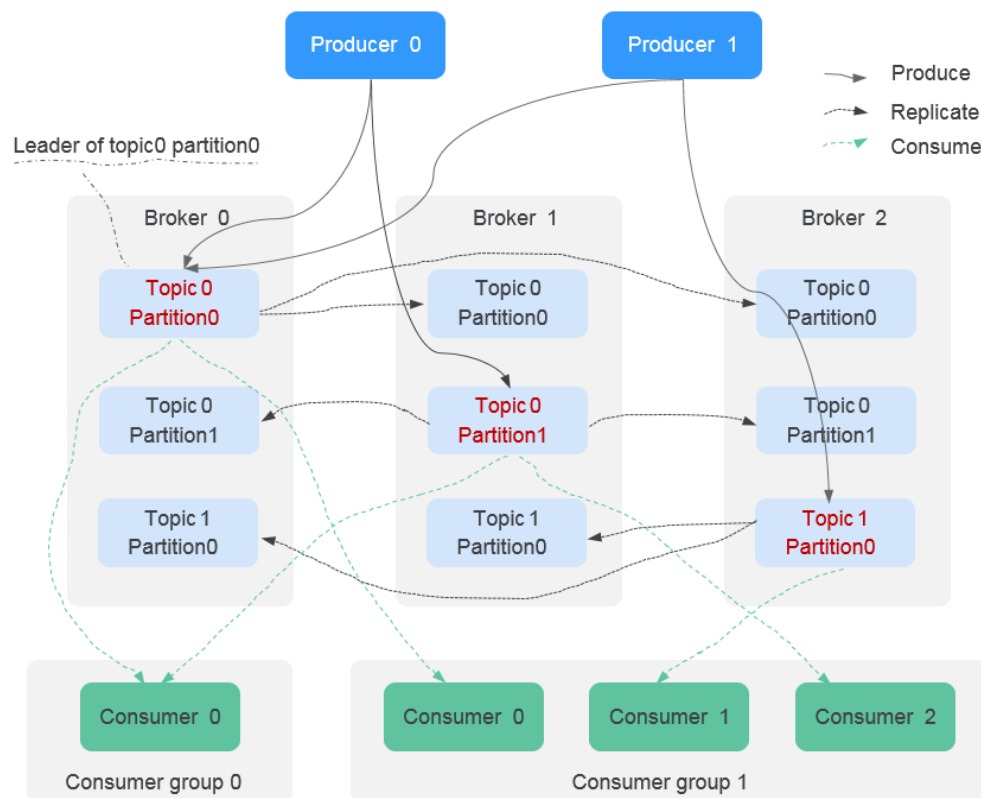 Producer 0
Producer 1
Produce
Replicate
Consume
Leader of topic0 partition0
Broker 0
Broker 1
Broker 2
Topic 0
Partition0
Topic 0
Partition0
Topic 0
Partition0
Topic 0
Partition1
Topic 0
Partition1
Topic 0
Partition1
Topic 1
Partition0
Topic 1
Partition0
Topic 1
Partition0
Consumer 0
Consumer 0
Consumer 1
Consumer 2
Consumer group 0
Consumer group 1